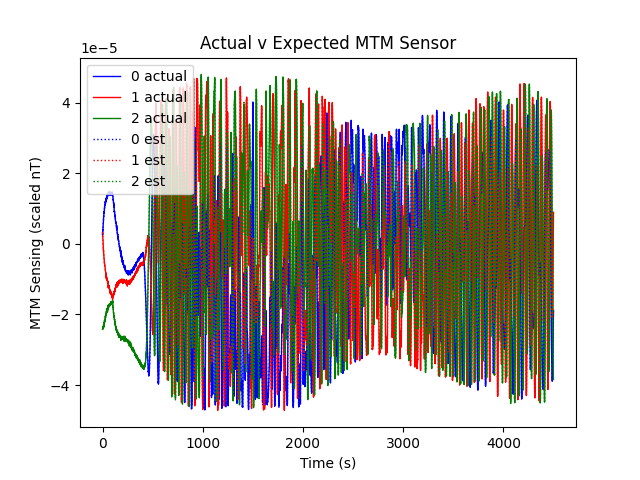 Actual v Expected MTM Sensor
1e−5
0 actual
1 actual
2 actual
0 est
1 est
2 est
4
2
0
−2
−4
MTM Sensing (scaled nT)
0
1000
2000
3000
4000
Time (s)